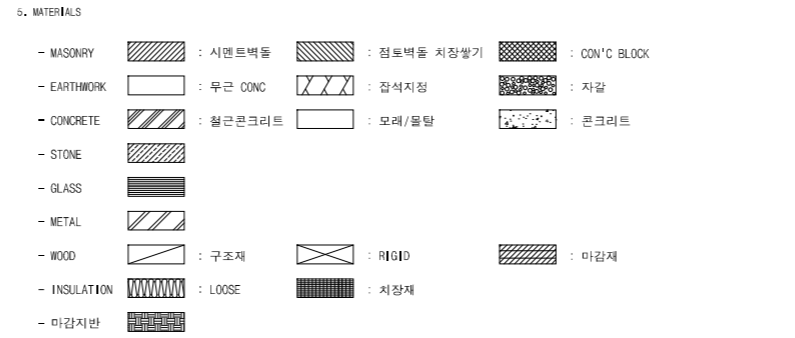 5. MATERIALS
- MASONRY : 시멘트벽돌 : 점토벽돌 치장쌓기 : CON'C BLOCK
- EARTHWORK : 무근 CONC : 잡석지정 : 자갈
- CONCRETE : 철근콘크리트 : 모래/몰탈 : 콘크리트
- STONE
- GLASS
- METAL
- WOOD : 구조재 : RIGID : 마감재
- INSULATION : LOOSE : 치장재
- 마감지반